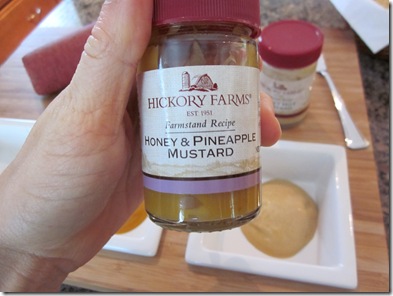 HICKORY FARMS®
EST 1951
Farmstand Recipe
HONEY & PINEAPPLE
MUSTARD